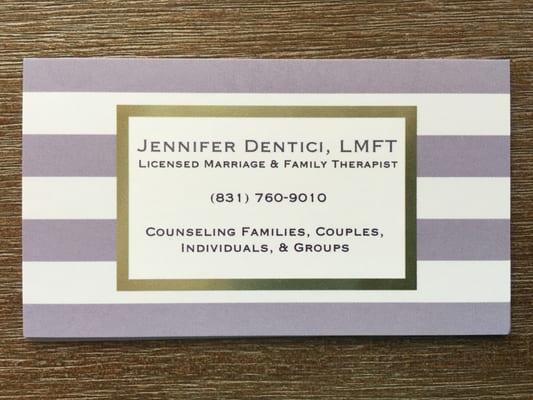 Jennifer Dentici, LMFT
Licensed Marriage & Family Therapist
(831) 760-9010
Counseling Families, Couples,
Individuals, & Groups